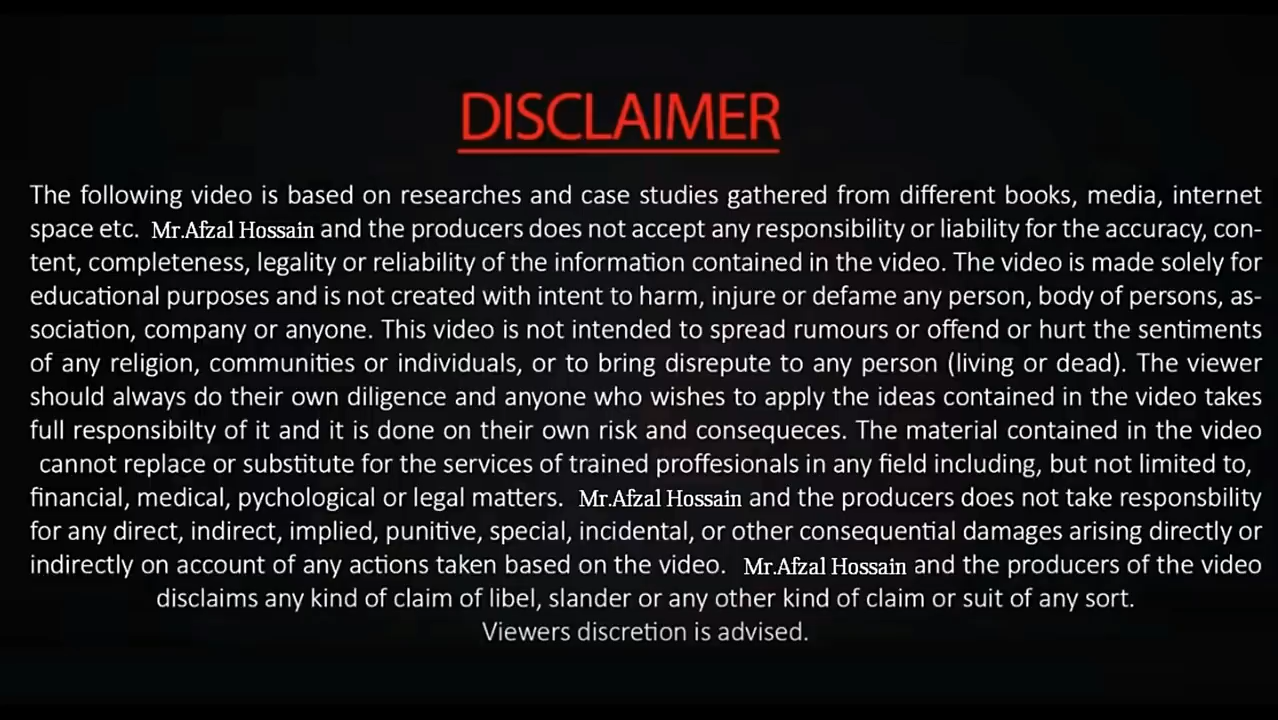 DISCLAIMER
The following video is based on researches and case studies gathered from different books, media, internet
space etc. Mr.Afzal Hossain and the producers does not accept any responsibility or liability for the accuracy, con-
tent, completeness, legality or reliability of the information contained in the video. The video is made solely for
educational purposes and is not created with intent to harm, injure or defame any person, body of persons, as-
sociation, company or anyone. This video is not intended to spread rumours or offend or hurt the sentiments
of any religion, communities or individuals, or to bring disrepute to any person (living or dead). The viewer
should always do their own diligence and anyone who wishes to apply the ideas contained in the video takes
full responsibilty of it and it is done on their own risk and consequeces. The material contained in the video
cannot replace or substitute for the services of trained proffesionals in any field including, but not limited to,
financial, medical, pychological or legal matters. Mr.Afzal Hossain and the producers does not take responsbility
for any direct, indirect, implied, punitive, special, incidental, or other consequential damages arising directly or
indirectly on account of any actions taken based on the video. Mr.Afzal Hossain and the producers of the video
disclaims any kind of claim of libel, slander or any other kind of claim or suit of any sort.
Viewers discretion is advised.